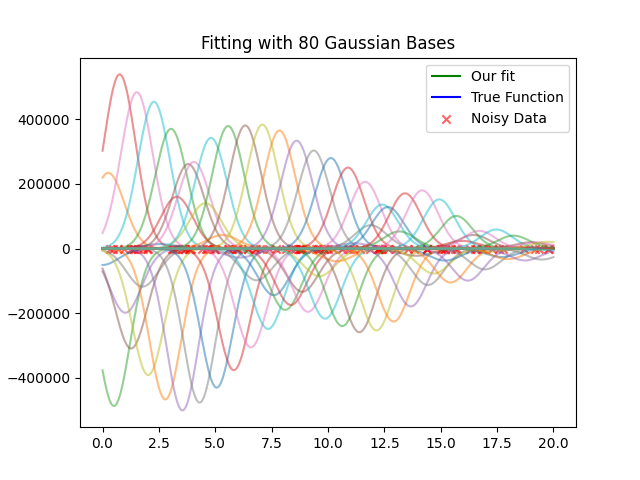 Fitting with 80 Gaussian Bases
Our fit
True Function
Noisy Data
400000
200000
0
−200000
−400000
0.0 2.5 5.0 7.5 10.0 12.5 15.0 17.5 20.0